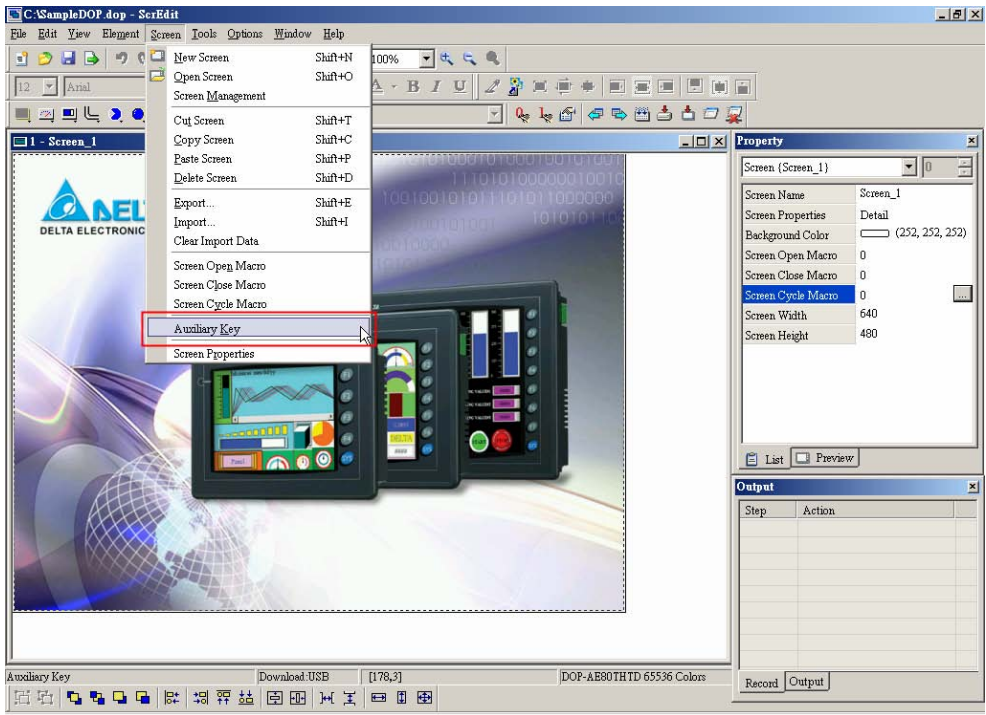 C:\SampleDOP.dop - ScrEdit
File Edit View Element Screen Tools Options Window Help
100%
12 Arial
B I U
1 - Screen_1
DELTA ELECTRONIC
New Screen Shift+N
Open Screen Shift+O
Screen Management
Cut Screen Shift+T
Copy Screen Shift+C
Paste Screen Shift+P
Delete Screen Shift+D
Export... Shift+E
Import... Shift+I
Clear Import Data
Screen Open Macro
Screen Close Macro
Screen Cycle Macro
Auxiliary Key
Screen Properties
Property
Screen {Screen_1} 0
Screen Name Screen_1
Screen Properties Detail
Background Color (252, 252, 252)
Screen Open Macro 0
Screen Close Macro 0
Screen Cycle Macro 0 ...
Screen Width 640
Screen Height 480
List Preview
Output
Step Action
Record Output
Auxiliary Key Download:USB [178,3] DOP-AE80THTD 65536 Colors